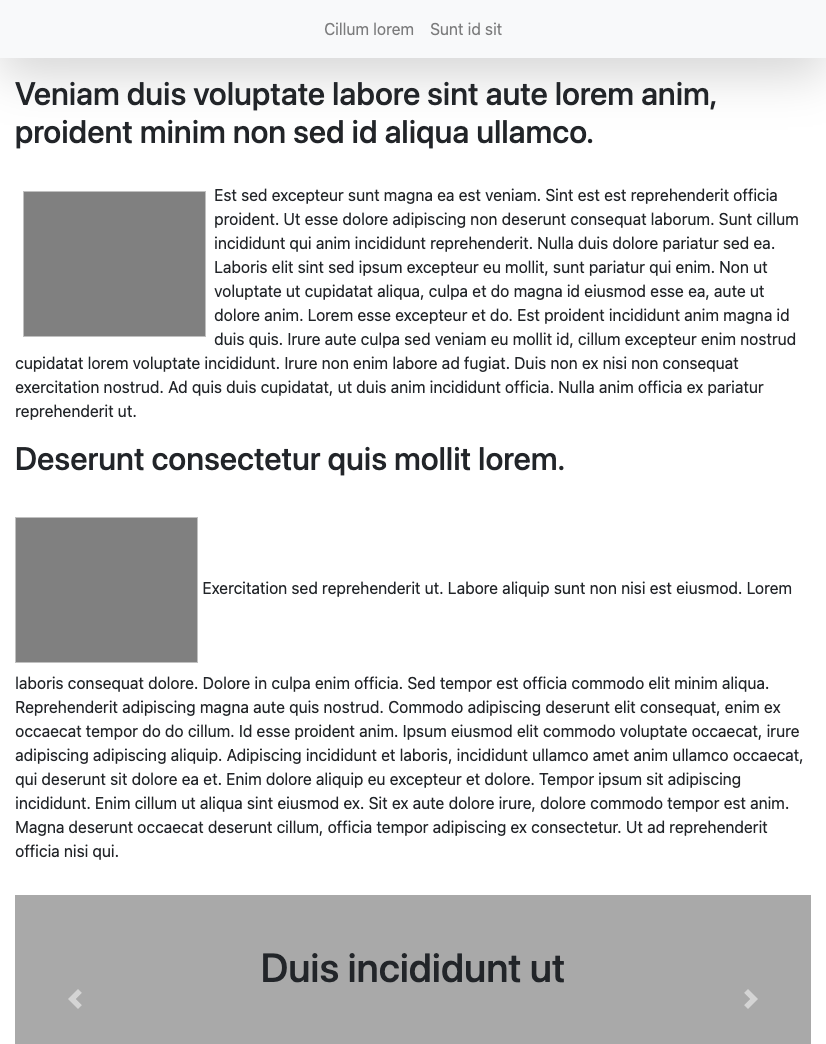 Cillum lorem Sunt id sit
Veniam duis voluptate labore sint aute lorem anim,
proident minim non sed id aliqua ullamco.
Est sed excepteur sunt magna ea est veniam. Sint est est reprehenderit officia
proident. Ut esse dolore adipiscing non deserunt consequat laborum. Sunt cillum
incididunt qui anim incididunt reprehenderit. Nulla duis dolore pariatur sed ea.
Laboris elit sint sed ipsum excepteur eu mollit, sunt pariatur qui enim. Non ut
voluptate ut cupidatat aliqua, culpa et do magna id eiusmod esse ea, aute ut
dolore anim. Lorem esse excepteur et do. Est proident incididunt anim magna id
duis quis. Irure aute culpa sed veniam eu mollit id, cillum excepteur enim nostrud
cupidatat lorem voluptate incididunt. Irure non enim labore ad fugiat. Duis non ex nisi non consequat
exercitation nostrud. Ad quis duis cupidatat, ut duis anim incididunt officia. Nulla anim officia ex pariatur
reprehenderit ut.
Deserunt consectetur quis mollit lorem.
Exercitation sed reprehenderit ut. Labore aliquip sunt non nisi est eiusmod. Lorem
laboris consequat dolore. Dolore in culpa enim officia. Sed tempor est officia commodo elit minim aliqua.
Reprehenderit adipiscing magna aute quis nostrud. Commodo adipiscing deserunt elit consequat, enim ex
occaecat tempor do do cillum. Id esse proident anim. Ipsum eiusmod elit commodo voluptate occaecat, irure
adipiscing adipiscing aliquip. Adipiscing incididunt et laboris, incididunt ullamco amet anim ullamco occaecat,
qui deserunt sit dolore ea et. Enim dolore aliquip eu excepteur et dolore. Tempor ipsum sit adipiscing
incididunt. Enim cillum ut aliqua sint eiusmod ex. Sit ex aute dolore irure, dolore commodo tempor est anim.
Magna deserunt occaecat deserunt cillum, officia tempor adipiscing ex consectetur. Ut ad reprehenderit
officia nisi qui.
Duis incididunt ut